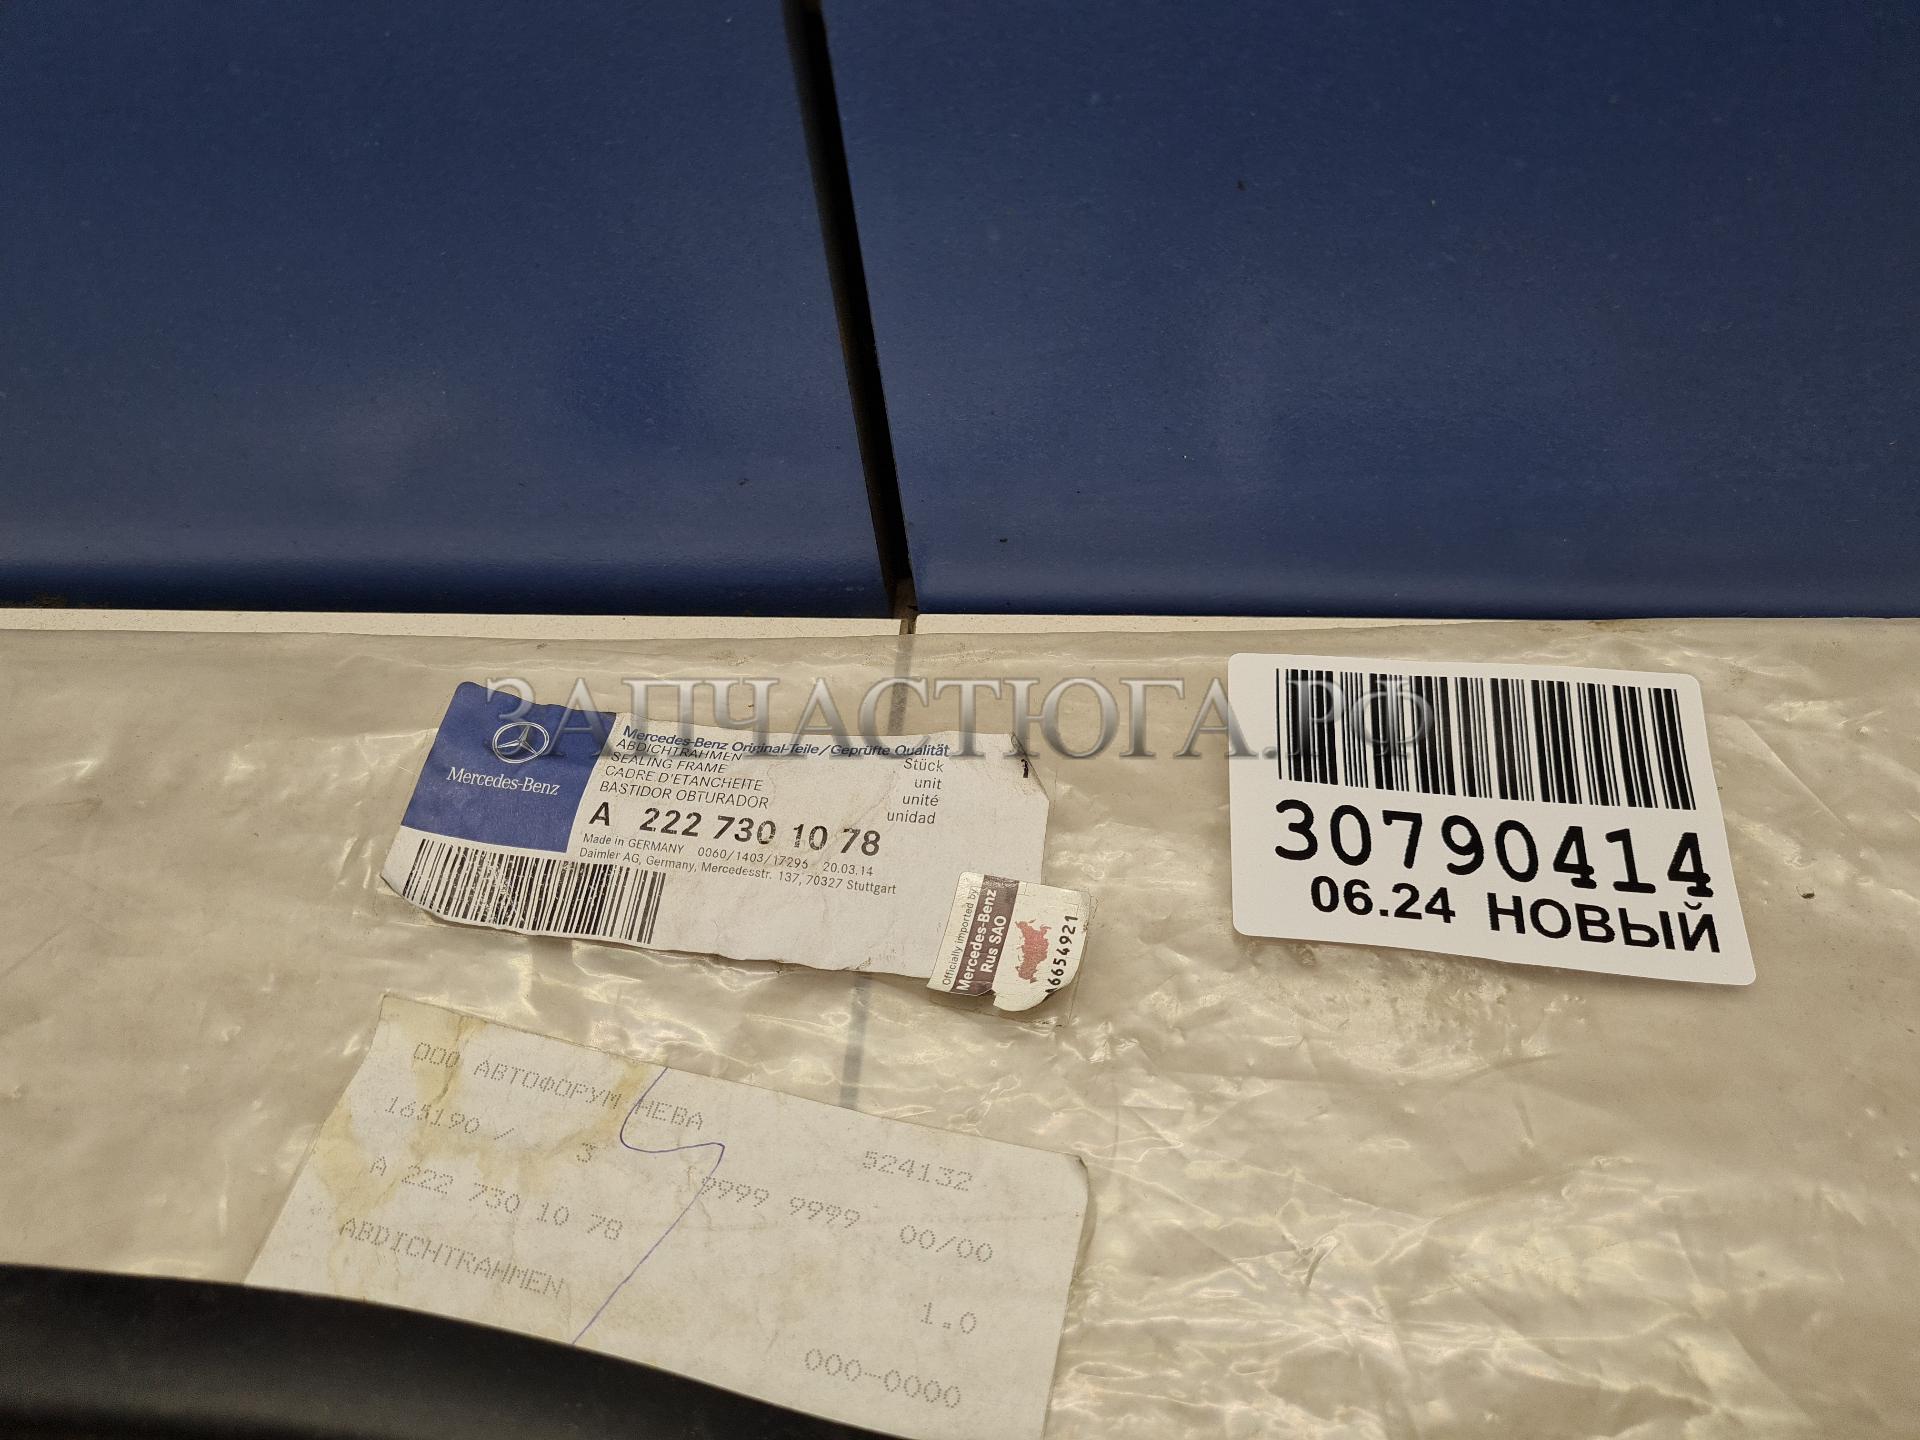 ЗАПЧАСТЮГА.РФ
Mercedes-Benz
Mercedes-Benz Original-Teile/Geprüfte Qualität
ABDICHTRAHMEN
SEALING FRAME
CADRE D'ETANCHEITE
BASTIDOR OBTURADOR
Stück
unit
unité
unidad
1
A 222 730 10 78
Made in GERMANY 0060/1403/17296 20.03.14
Daimler AG, Germany, Mercedesstr. 137, 70327 Stuttgart
Officially imported by
Mercedes-Benz
Rus SAO
6654921
30790414
06.24 НОВЫЙ
ООО АВТОФОРУМ НЕВА
165190 / 3 524132
A 222 730 10 78 9999 9999 00/00
ABDICHTRAHMEN 1.0
000-0000